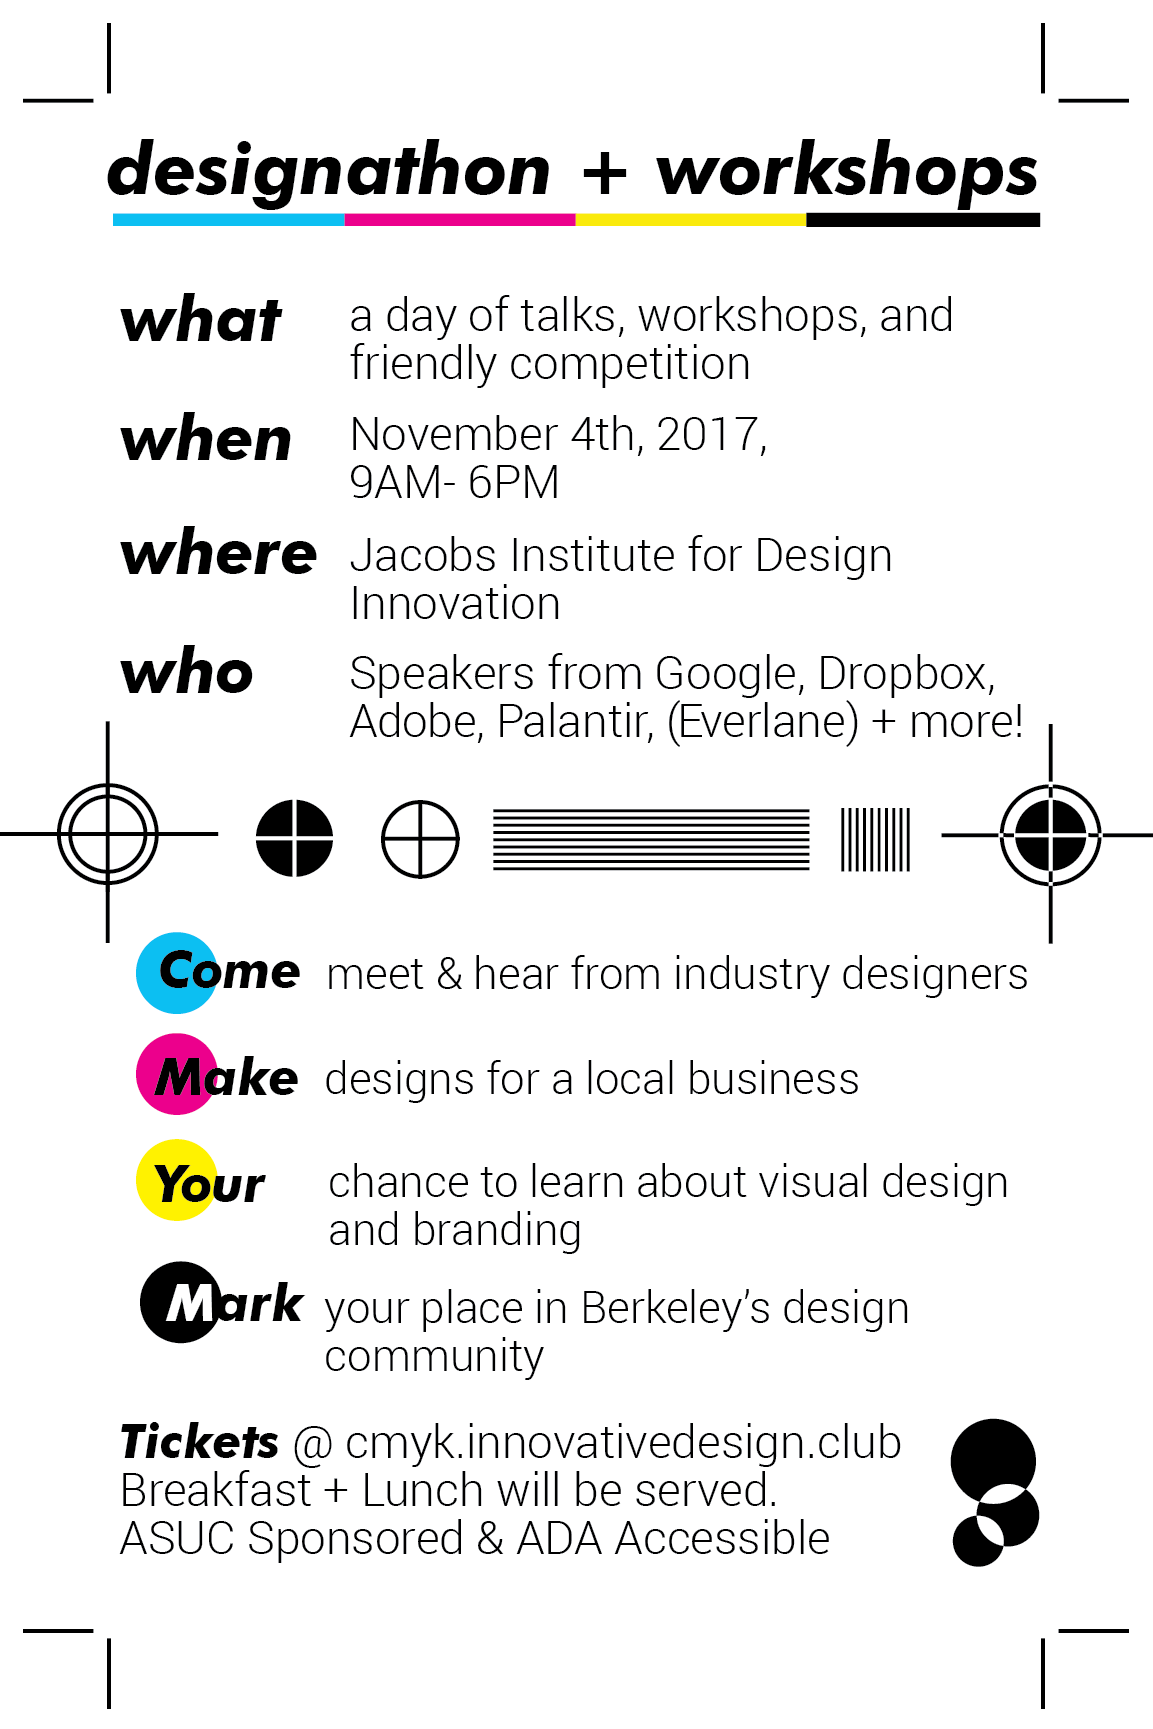 designathon + workshops
what a day of talks, workshops, and
friendly competition
when November 4th, 2017,
9AM- 6PM
where Jacobs Institute for Design
Innovation
who Speakers from Google, Dropbox,
Adobe, Palantir, (Everlane) + more!
Come meet & hear from industry designers
Make designs for a local business
Your chance to learn about visual design
and branding
Mark your place in Berkeley’s design
community
Tickets @ cmyk.innovativedesign.club
Breakfast + Lunch will be served.
ASUC Sponsored & ADA Accessible